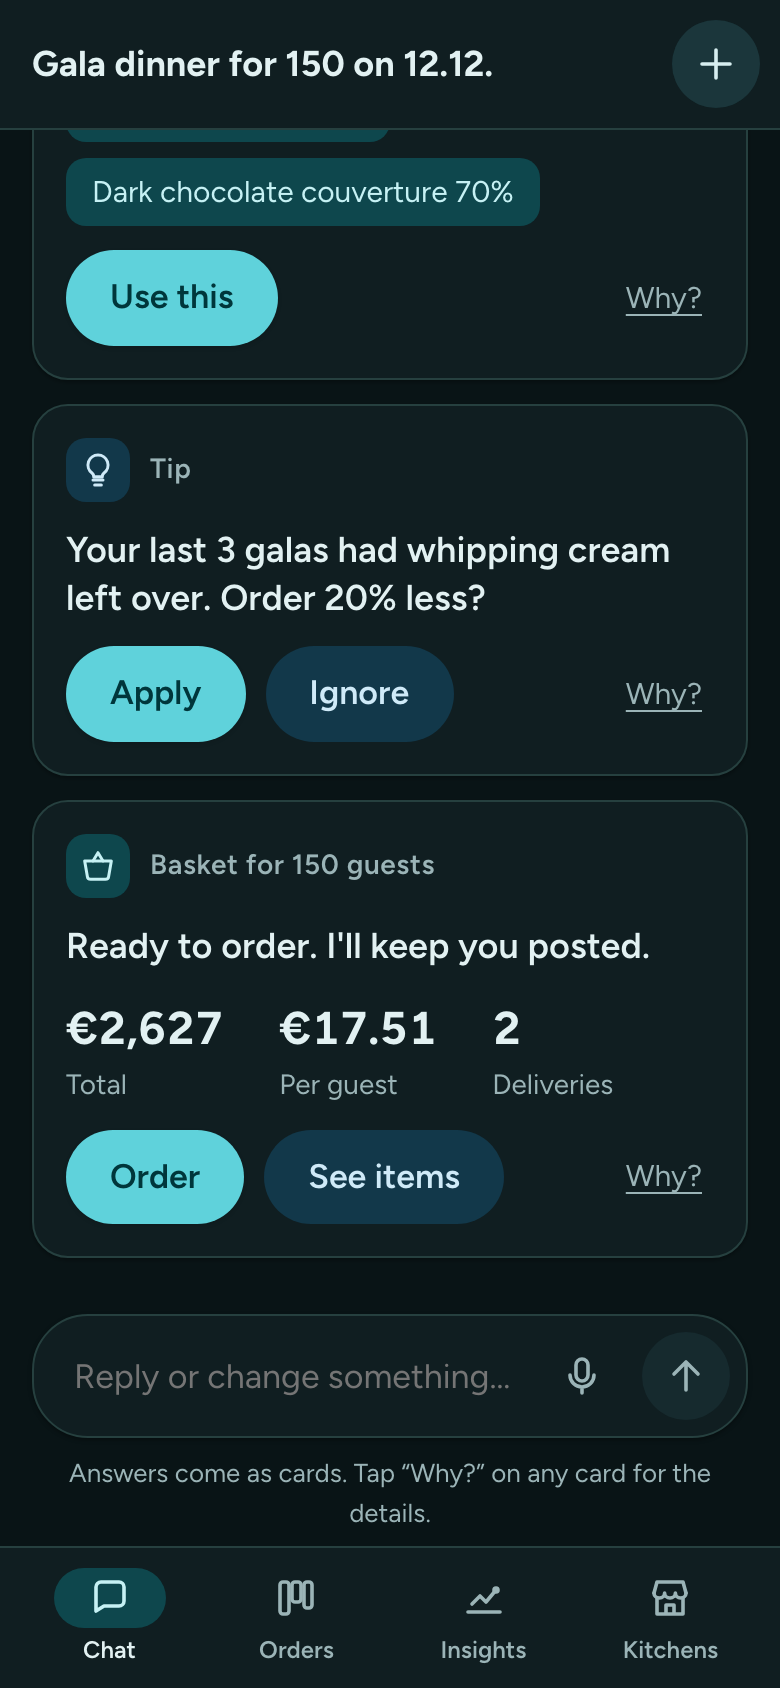 Gala dinner for 150 on 12.12.
Dark chocolate couverture 70%
Use this
Why?
Tip
Your last 3 galas had whipping cream
left over. Order 20% less?
Apply
Ignore
Why?
Basket for 150 guests
Ready to order. I'll keep you posted.
€2,627
€17.51
2
Total
Per guest
Deliveries
Order
See items
Why?
Reply or change something...
Answers come as cards. Tap “Why?” on any card for the
details.
Chat
Orders
Insights
Kitchens